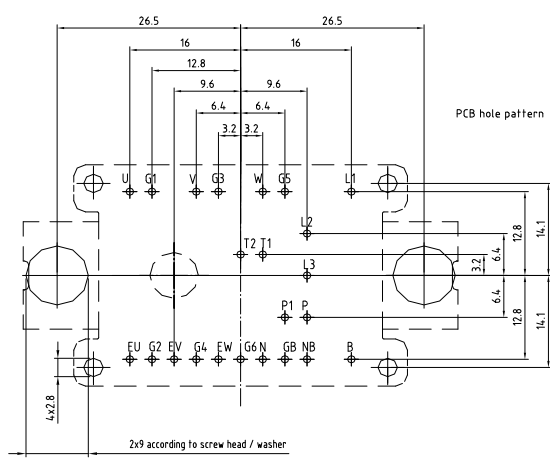 26.5 26.5
16 16
12.8
9.6 9.6
6.4 6.4
3.2 3.2
PCB hole pattern
U G1 V G3 W G5 L1
L2
T2 T1
L3
P1 P
EU G2 EV G4 EW G6 N GB NB B
3.2 6.4 12.8 14.1
6.4 12.8 14.1
4x2.8
2x9 according to screw head / washer